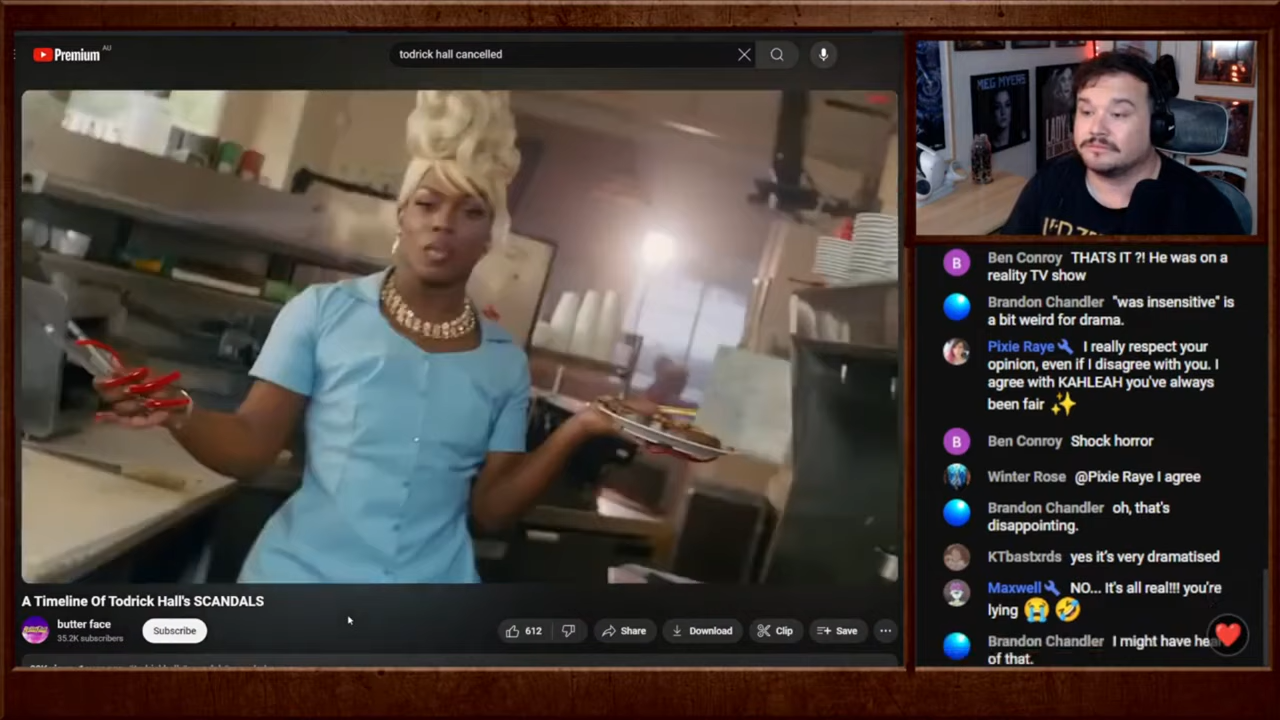 Premium AU
todrick hall cancelled
MEG MYERS
A Timeline Of Todrick Hall's SCANDALS
butter face
35.2K subscribers
Subscribe
612
Share
Download
Clip
Save
B Ben Conroy THATS IT ?! He was on a
reality TV show
Brandon Chandler "was insensitive" is
a bit weird for drama.
Pixie Raye I really respect your
opinion, even if I disagree with you. I
agree with KAHLEAH you've always
been fair
B Ben Conroy Shock horror
Winter Rose @Pixie Raye I agree
Brandon Chandler oh, that's
disappointing.
KTbastxrds yes it's very dramatised
Maxwell NO... It's all real!!! you're
lying
Brandon Chandler I might have
of that.